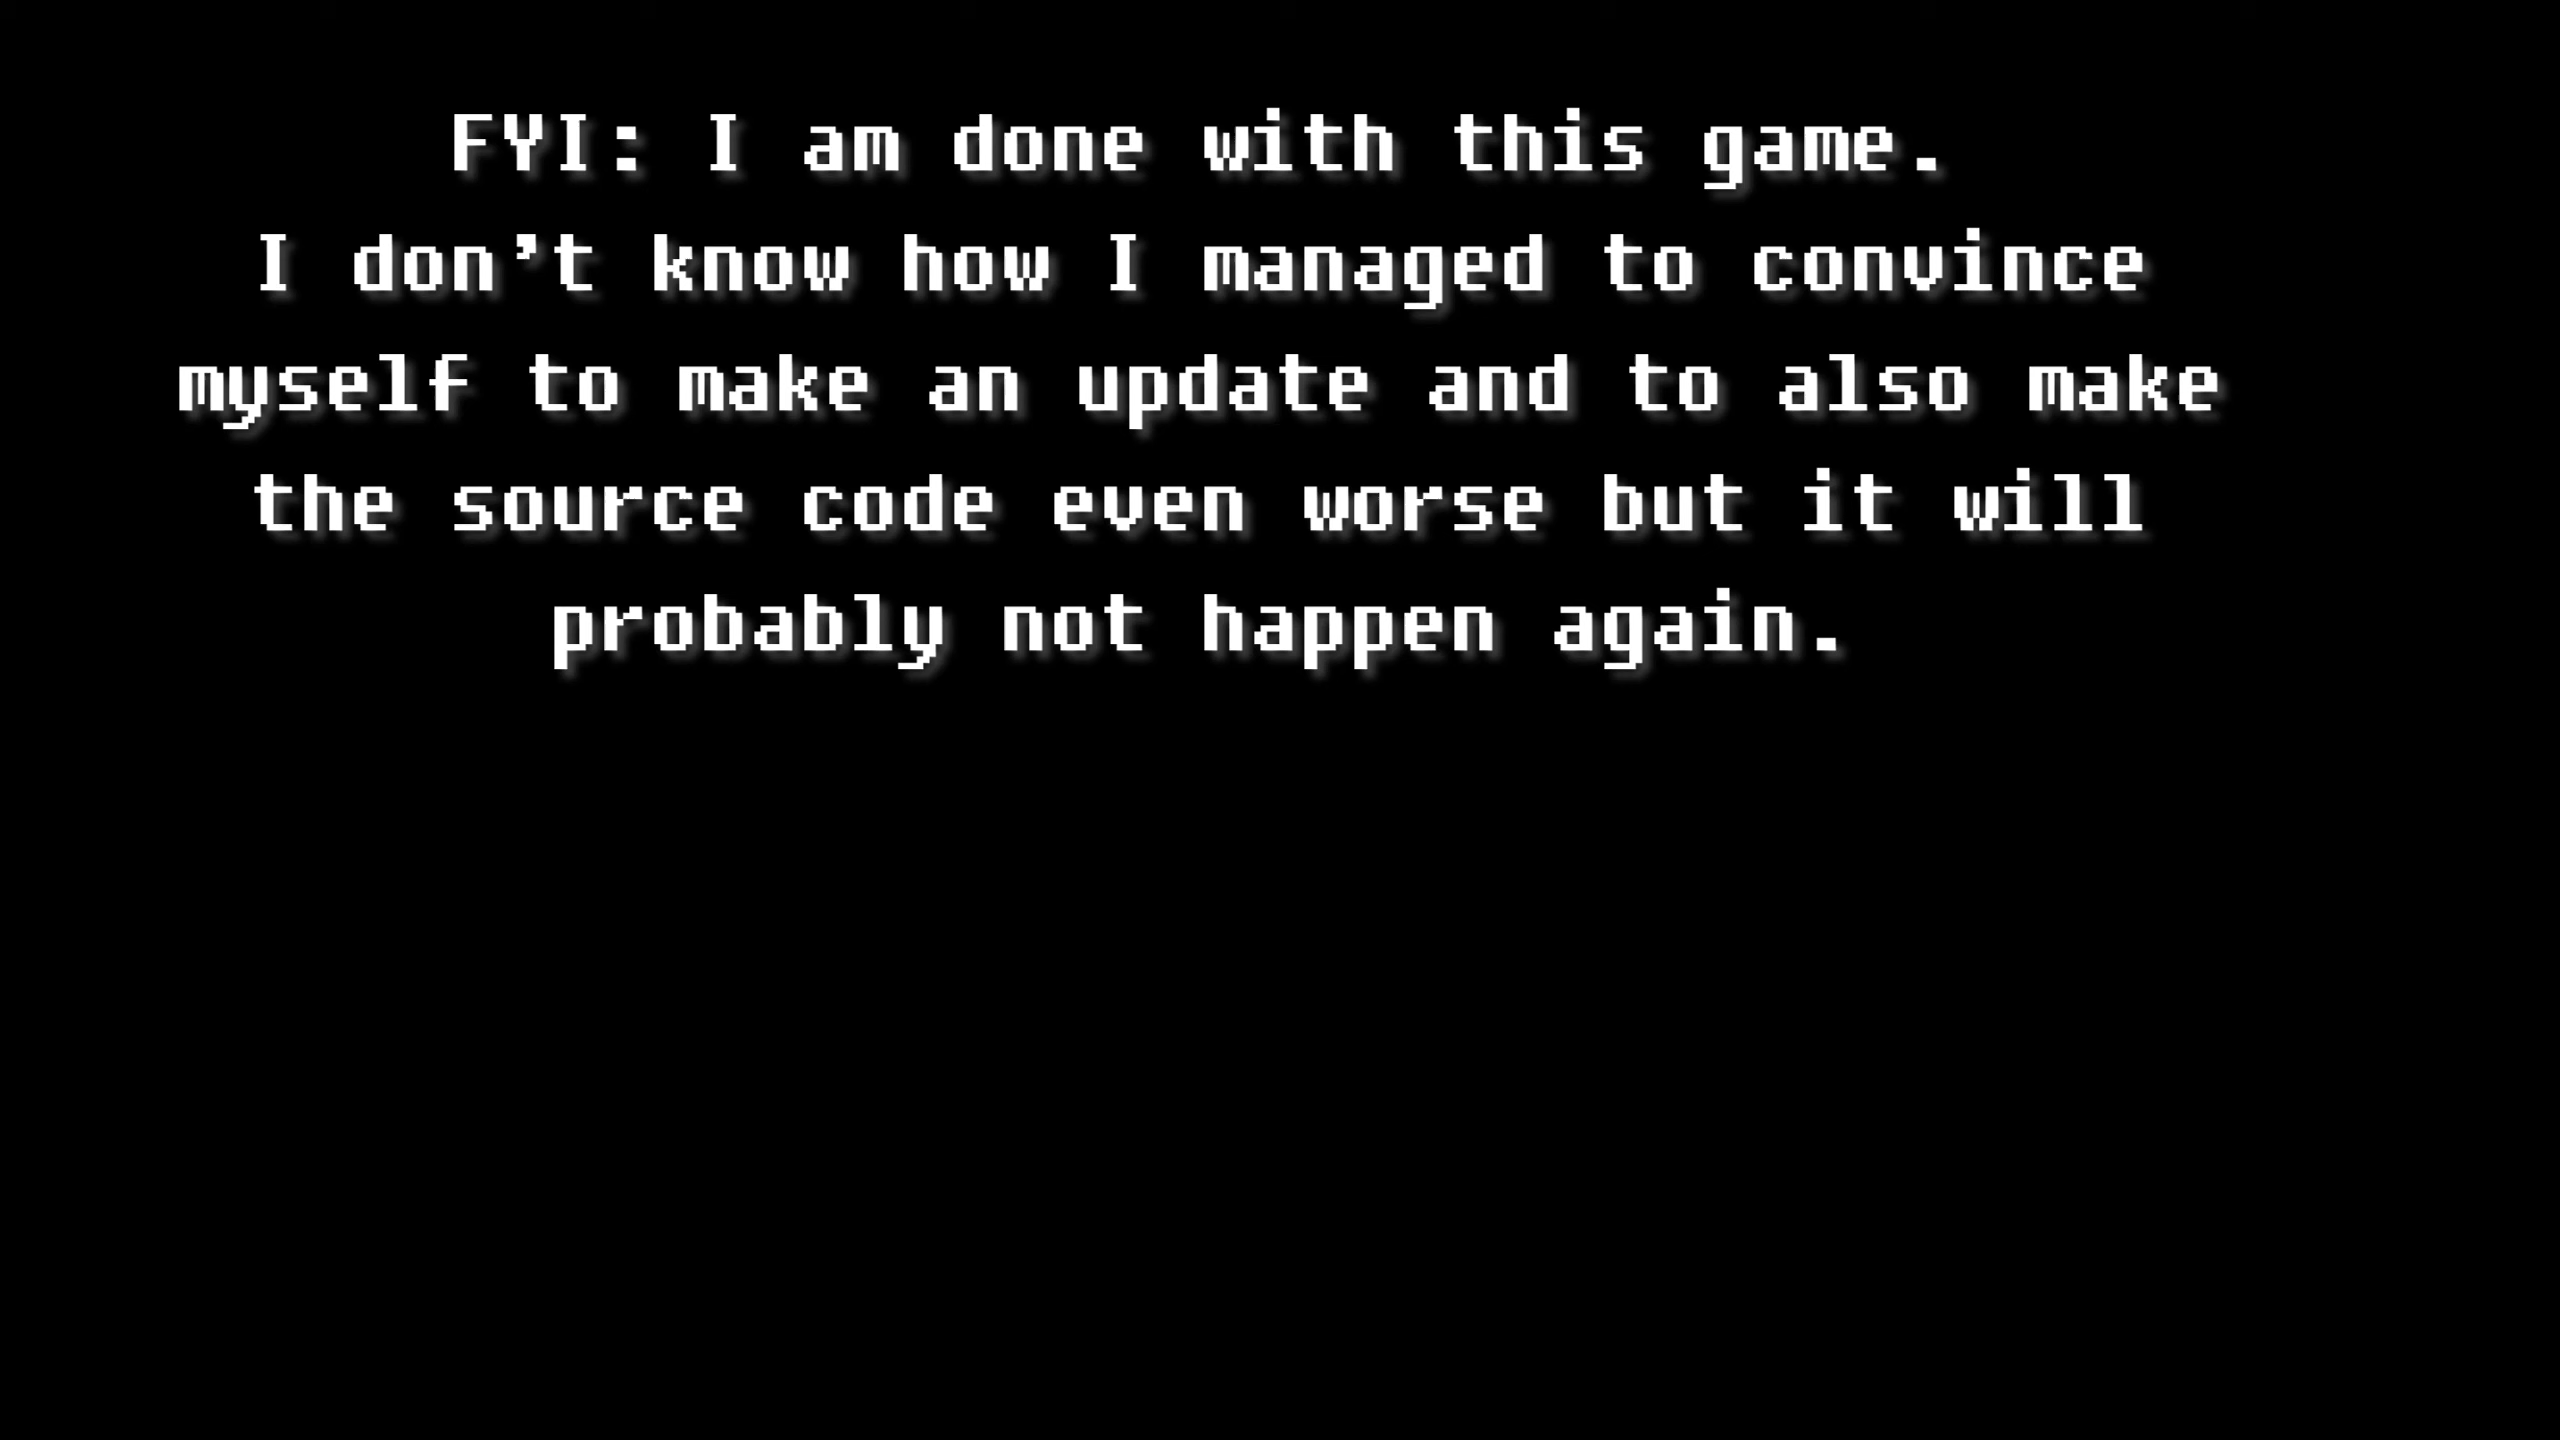 FYI: I am done with this game.
I don't know how I managed to convince
myself to make an update and to also make
the source code even worse but it will
probably not happen again.